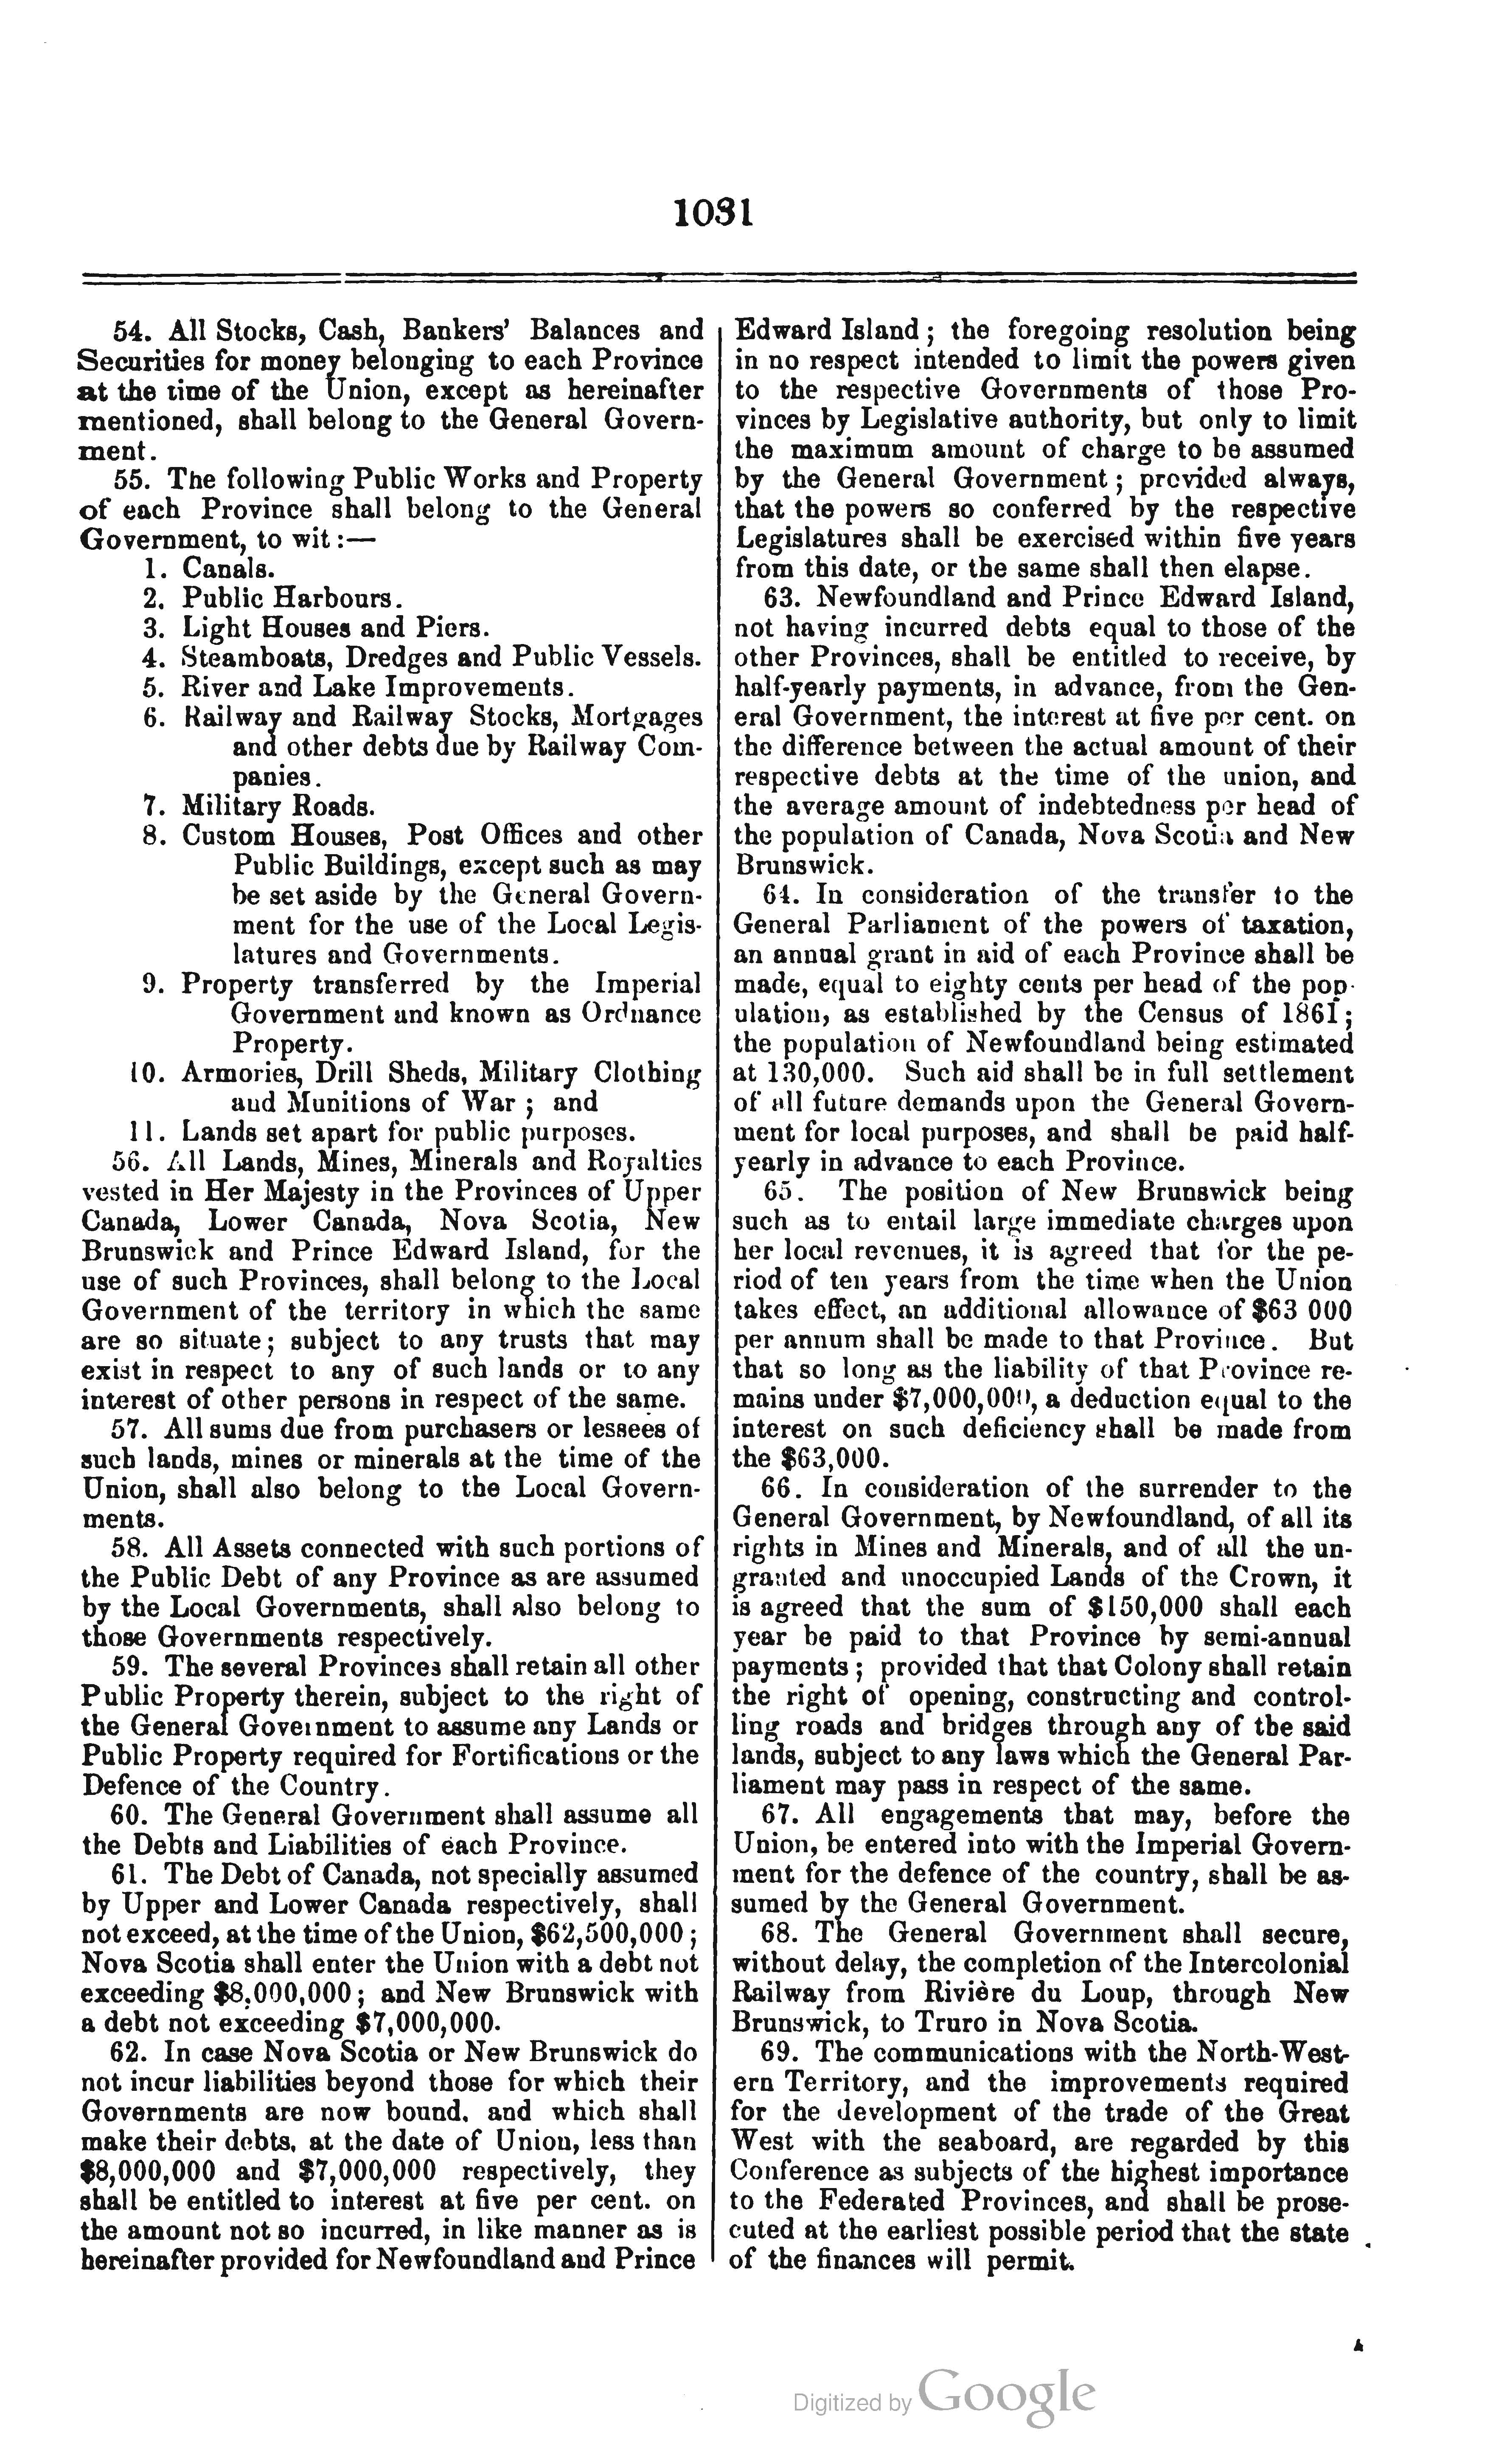 1031
54. All Stocks, Cash, Bankers' Balances and
Securities for money belonging to each Province
at the time of the Union, except as hereinafter
mentioned, shall belong to the General Govern-
ment.
55. The following Public Works and Property
of each Province shall belong to the General
Government, to wit :—
1. Canals.
2. Public Harbours.
3. Light Houses and Piers.
4. Steamboats, Dredges and Public Vessels.
5. River and Lake Improvements.
6. Railway and Railway Stocks, Mortgages
and other debts due by Railway Com-
panies.
7. Military Roads.
8. Custom Houses, Post Offices and other
Public Buildings, except such as may
be set aside by the General Govern-
ment for the use of the Local Legis-
latures and Governments.
9. Property transferred by the Imperial
Government and known as Ordnance
Property.
10. Armories, Drill Sheds, Military Clothing
and Munitions of War ; and
11. Lands set apart for public purposes.
56. All Lands, Mines, Minerals and Royalties
vested in Her Majesty in the Provinces of Upper
Canada, Lower Canada, Nova Scotia, New
Brunswick and Prince Edward Island, for the
use of such Provinces, shall belong to the Local
Government of the territory in which the same
are so situate; subject to any trusts that may
exist in respect to any of such lands or to any
interest of other persons in respect of the same.
57. All sums due from purchasers or lessees of
such lands, mines or minerals at the time of the
Union, shall also belong to the Local Govern-
ments.
58. All Assets connected with such portions of
the Public Debt of any Province as are assumed
by the Local Governments, shall also belong to
those Governments respectively.
59. The several Provinces shall retain all other
Public Property therein, subject to the right of
the General Government to assume any Lands or
Public Property required for Fortifications or the
Defence of the Country.
60. The General Government shall assume all
the Debts and Liabilities of each Province.
61. The Debt of Canada, not specially assumed
by Upper and Lower Canada respectively, shall
not exceed, at the time of the Union, $62,500,000 ;
Nova Scotia shall enter the Union with a debt not
exceeding $8,000,000 ; and New Brunswick with
a debt not exceeding $7,000,000.
62. In case Nova Scotia or New Brunswick do
not incur liabilities beyond those for which their
Governments are now bound, and which shall
make their debts, at the date of Union, less than
$8,000,000 and $7,000,000 respectively, they
shall be entitled to interest at five per cent. on
the amount not so incurred, in like manner as is
hereinafter provided for Newfoundland and Prince
Edward Island ; the foregoing resolution being
in no respect intended to limit the powers given
to the respective Governments of those Pro-
vinces by Legislative authority, but only to limit
the maximum amount of charge to be assumed
by the General Government ; provided always,
that the powers so conferred by the respective
Legislatures shall be exercised within five years
from this date, or the same shall then elapse.
63. Newfoundland and Prince Edward Island,
not having incurred debts equal to those of the
other Provinces, shall be entitled to receive, by
half-yearly payments, in advance, from the Gen-
eral Government, the interest at five per cent. on
the difference between the actual amount of their
respective debts at the time of the union, and
the average amount of indebtedness per head of
the population of Canada, Nova Scotia and New
Brunswick.
64. In consideration of the transfer to the
General Parliament of the powers of taxation,
an annual grant in aid of each Province shall be
made, equal to eighty cents per head of the pop-
ulation, as established by the Census of 1861 ;
the population of Newfoundland being estimated
at 130,000. Such aid shall be in full settlement
of all future demands upon the General Govern-
ment for local purposes, and shall be paid half-
yearly in advance to each Province.
65. The position of New Brunswick being
such as to entail large immediate charges upon
her local revenues, it is agreed that for the pe-
riod of ten years from the time when the Union
takes effect, an additional allowance of $63 000
per annum shall be made to that Province. But
that so long as the liability of that Province re-
mains under $7,000,000, a deduction equal to the
interest on such deficiency shall be made from
the $63,000.
66. In consideration of the surrender to the
General Government, by Newfoundland, of all its
rights in Mines and Minerals, and of all the un-
granted and unoccupied Lands of the Crown, it
is agreed that the sum of $150,000 shall each
year be paid to that Province by semi-annual
payments ; provided that that Colony shall retain
the right of opening, constructing and control-
ling roads and bridges through any of the said
lands, subject to any laws which the General Par-
liament may pass in respect of the same.
67. All engagements that may, before the
Union, be entered into with the Imperial Govern-
ment for the defence of the country, shall be as-
sumed by the General Government.
68. The General Government shall secure,
without delay, the completion of the Intercolonial
Railway from Rivière du Loup, through New
Brunswick, to Truro in Nova Scotia.
69. The communications with the North-West-
ern Territory, and the improvements required
for the development of the trade of the Great
West with the seaboard, are regarded by this
Conference as subjects of the highest importance
to the Federated Provinces, and shall be prose-
cuted at the earliest possible period that the state
of the finances will permit.
Digitized by Google